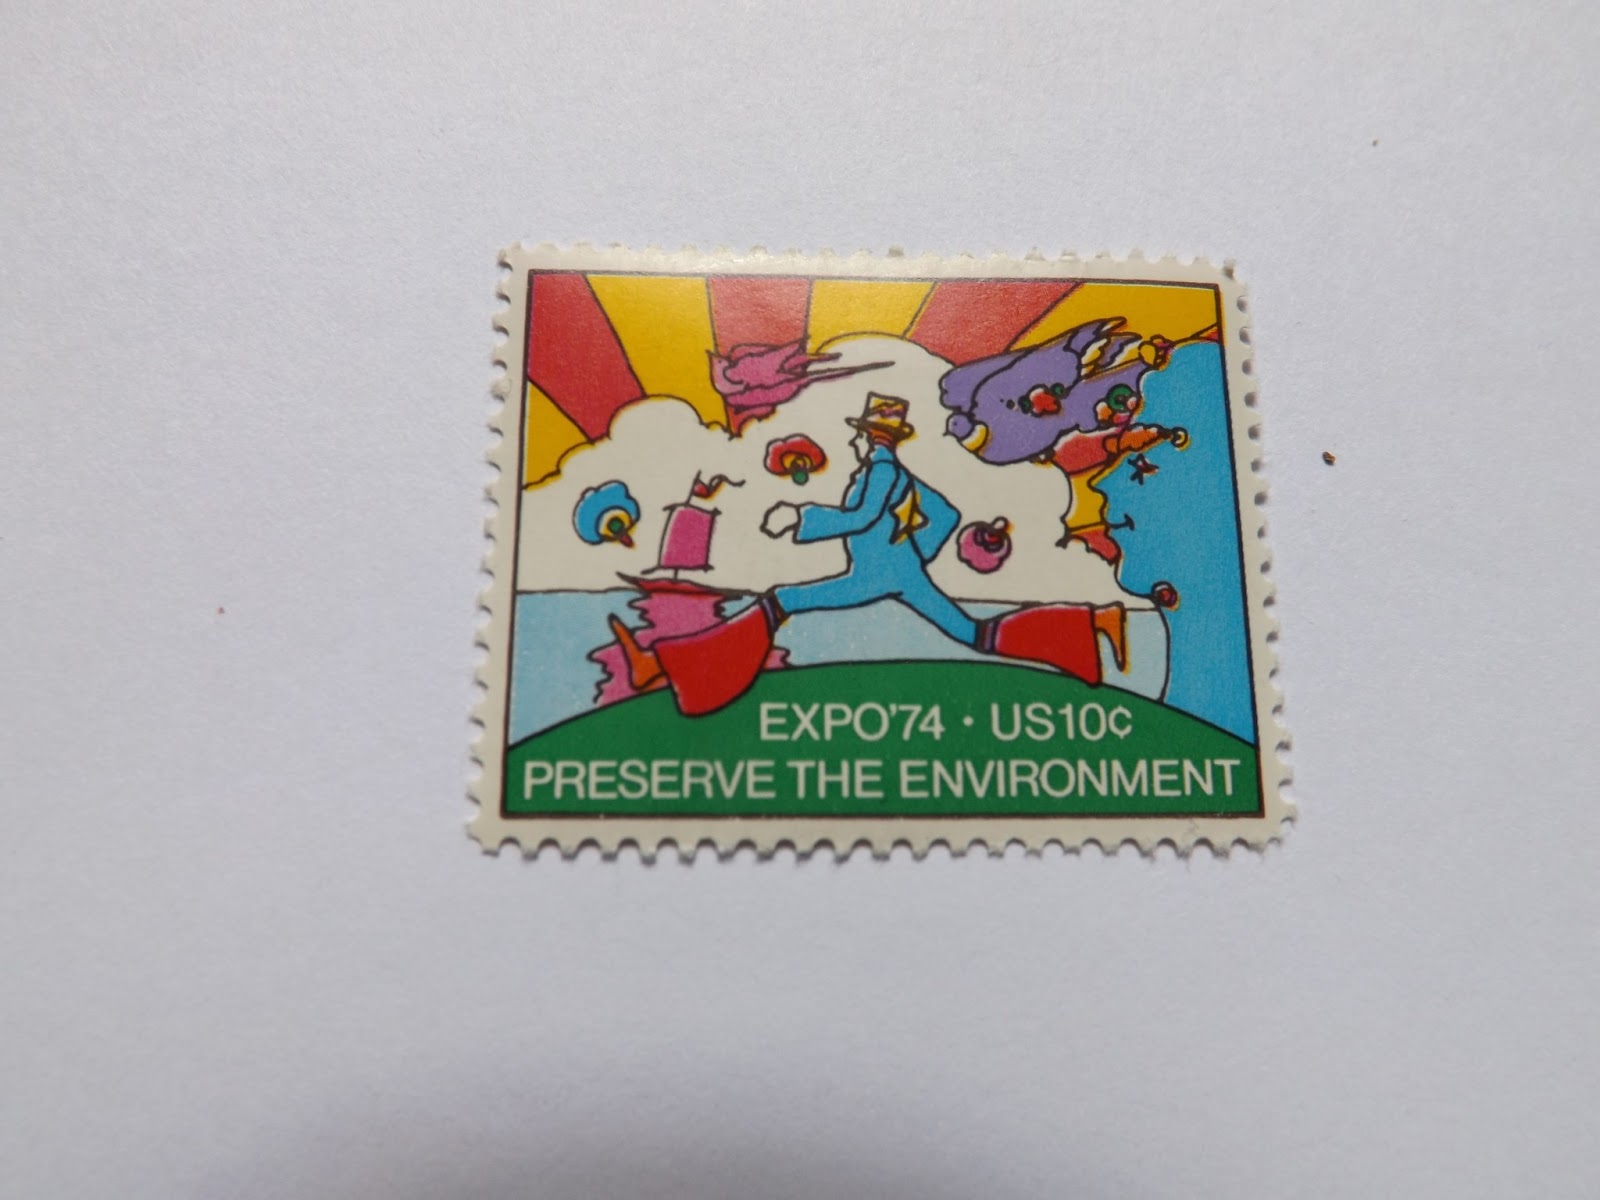 EXPO'74 · US10¢
PRESERVE THE ENVIRONMENT